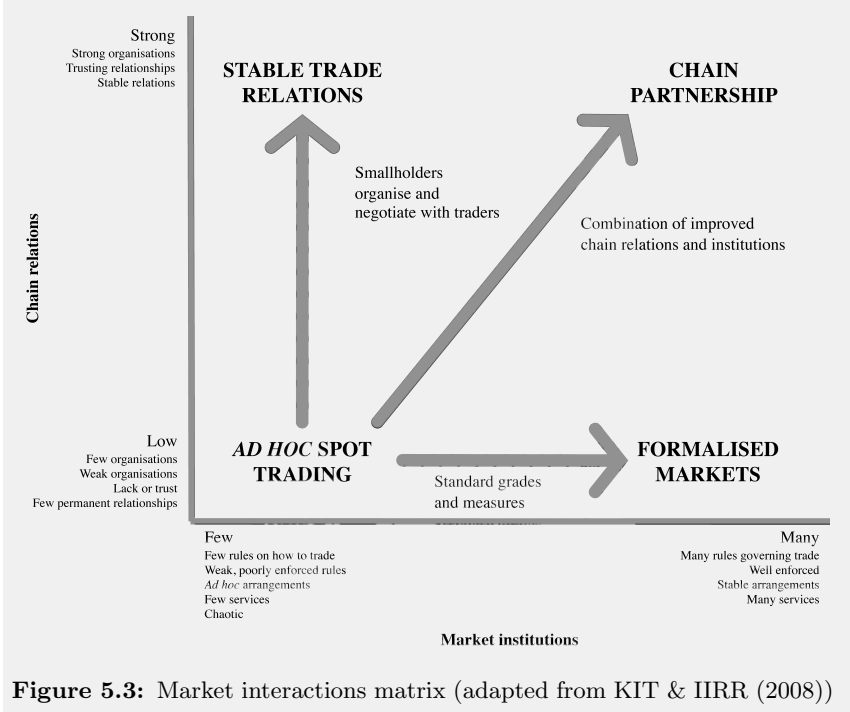 Strong
Strong organisations
Trusting relationships
Stable relations
STABLE TRADE
RELATIONS
CHAIN
PARTNERSHIP
Smallholders
organise and
negotiate with traders
Combination of improved
chain relations and institutions
Chain relations
Low
Few organisations
Weak organisations
Lack or trust
Few permanent relationships
AD HOC SPOT
TRADING
Standard grades
and measures
FORMALISED
MARKETS
Few
Few rules on how to trade
Weak, poorly enforced rules
Ad hoc arrangements
Few services
Chaotic
Many
Many rules governing trade
Well enforced
Stable arrangements
Many services
Market institutions
Figure 5.3: Market interactions matrix (adapted from KIT & IIRR (2008))